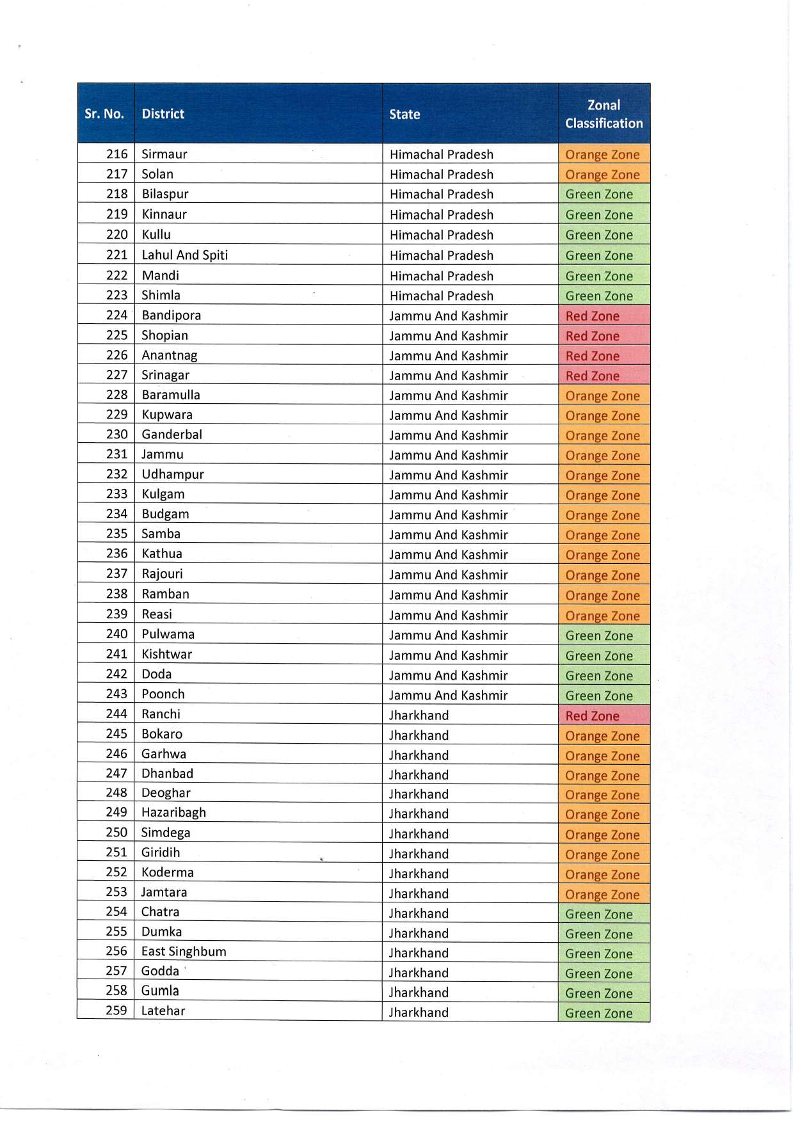 Sr. No. District State Zonal Classification
216 Sirmaur Himachal Pradesh Orange Zone
217 Solan Himachal Pradesh Orange Zone
218 Bilaspur Himachal Pradesh Green Zone
219 Kinnaur Himachal Pradesh Green Zone
220 Kullu Himachal Pradesh Green Zone
221 Lahul And Spiti Himachal Pradesh Green Zone
222 Mandi Himachal Pradesh Green Zone
223 Shimla Himachal Pradesh Green Zone
224 Bandipora Jammu And Kashmir Red Zone
225 Shopian Jammu And Kashmir Red Zone
226 Anantnag Jammu And Kashmir Red Zone
227 Srinagar Jammu And Kashmir Red Zone
228 Baramulla Jammu And Kashmir Orange Zone
229 Kupwara Jammu And Kashmir Orange Zone
230 Ganderbal Jammu And Kashmir Orange Zone
231 Jammu Jammu And Kashmir Orange Zone
232 Udhampur Jammu And Kashmir Orange Zone
233 Kulgam Jammu And Kashmir Orange Zone
234 Budgam Jammu And Kashmir Orange Zone
235 Samba Jammu And Kashmir Orange Zone
236 Kathua Jammu And Kashmir Orange Zone
237 Rajouri Jammu And Kashmir Orange Zone
238 Ramban Jammu And Kashmir Orange Zone
239 Reasi Jammu And Kashmir Orange Zone
240 Pulwama Jammu And Kashmir Green Zone
241 Kishtwar Jammu And Kashmir Green Zone
242 Doda Jammu And Kashmir Green Zone
243 Poonch Jammu And Kashmir Green Zone
244 Ranchi Jharkhand Red Zone
245 Bokaro Jharkhand Orange Zone
246 Garhwa Jharkhand Orange Zone
247 Dhanbad Jharkhand Orange Zone
248 Deoghar Jharkhand Orange Zone
249 Hazaribagh Jharkhand Orange Zone
250 Simdega Jharkhand Orange Zone
251 Giridih Jharkhand Orange Zone
252 Koderma Jharkhand Orange Zone
253 Jamtara Jharkhand Orange Zone
254 Chatra Jharkhand Green Zone
255 Dumka Jharkhand Green Zone
256 East Singhbum Jharkhand Green Zone
257 Godda Jharkhand Green Zone
258 Gumla Jharkhand Green Zone
259 Latehar Jharkhand Green Zone